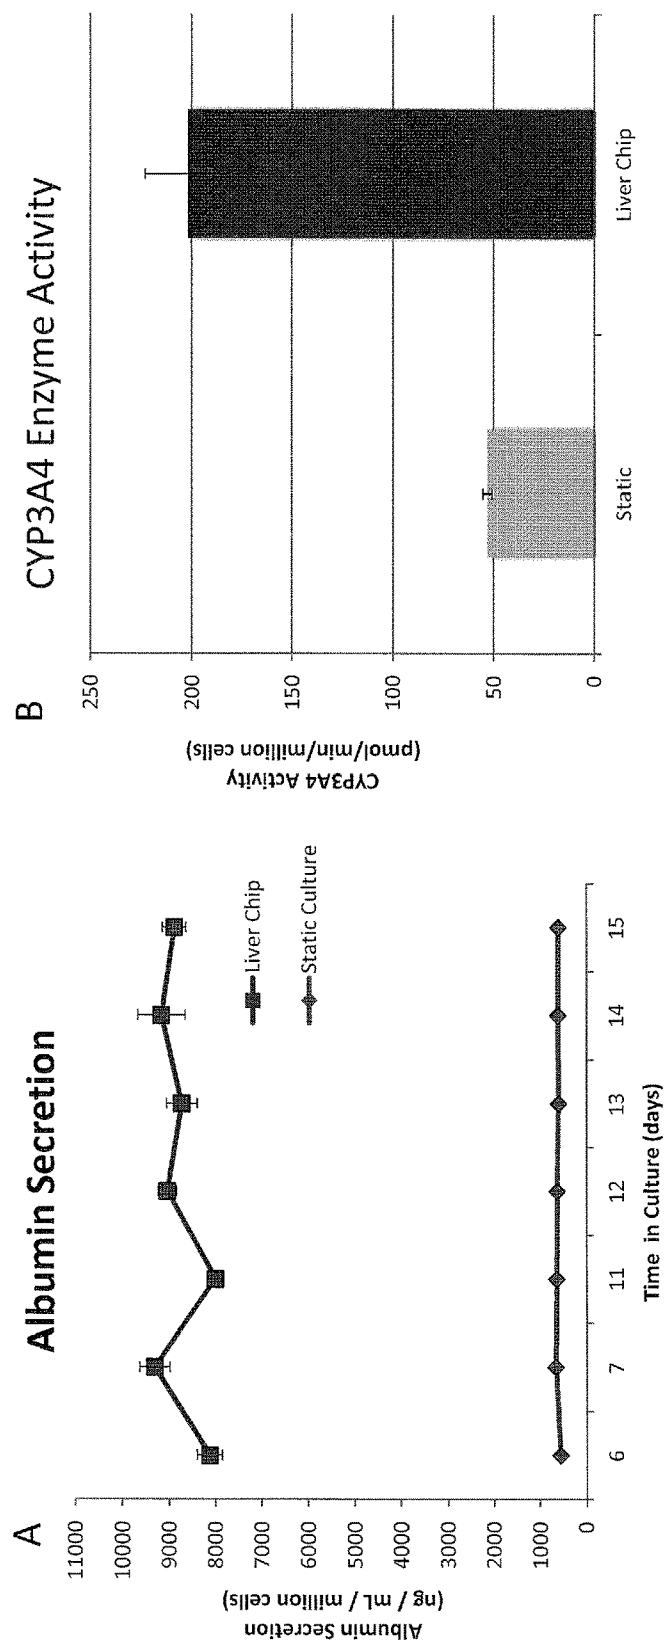 A
Albumin Secretion
Albumin Secretion
(ng / mL / million cells)
11000
10000
9000
8000
7000
6000
5000
4000
3000
2000
1000
0
6
7
11
12
13
14
15
Time in Culture (days)
Liver Chip
Static Culture
B
CYP3A4 Enzyme Activity
CYP3A4 Activity
(pmol/min/million cells)
250
200
150
100
50
0
Static
Liver Chip